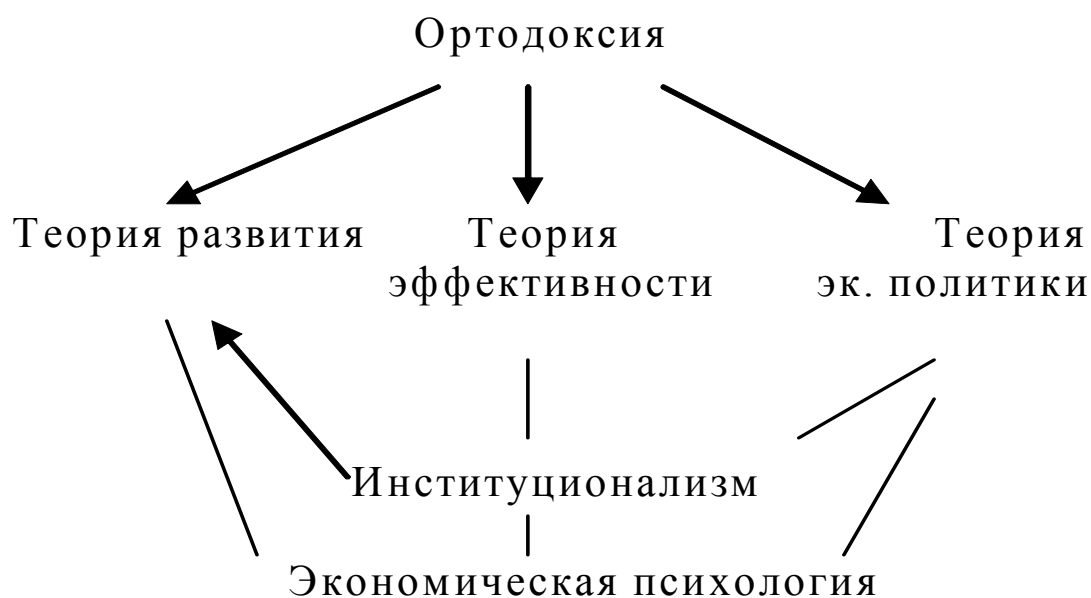 Ортодоксия
Теория развития
Теория
эффективности
Теория
эк. политики
Институционализм
Экономическая психология